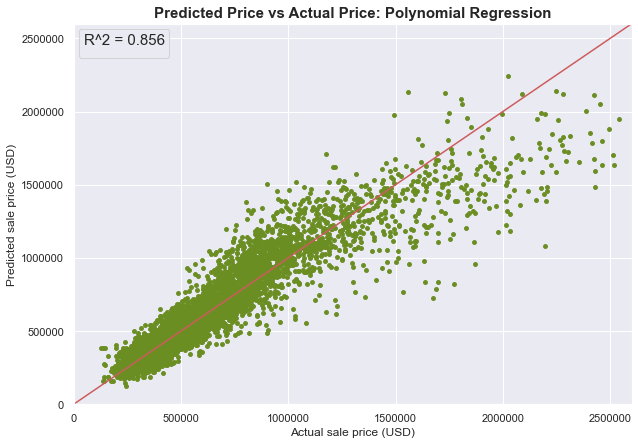 Predicted Price vs Actual Price: Polynomial Regression
R^2 = 0.856
Predicted sale price (USD)
2500000
2000000
1500000
1000000
500000
0
0 500000 1000000 1500000 2000000 2500000
Actual sale price (USD)